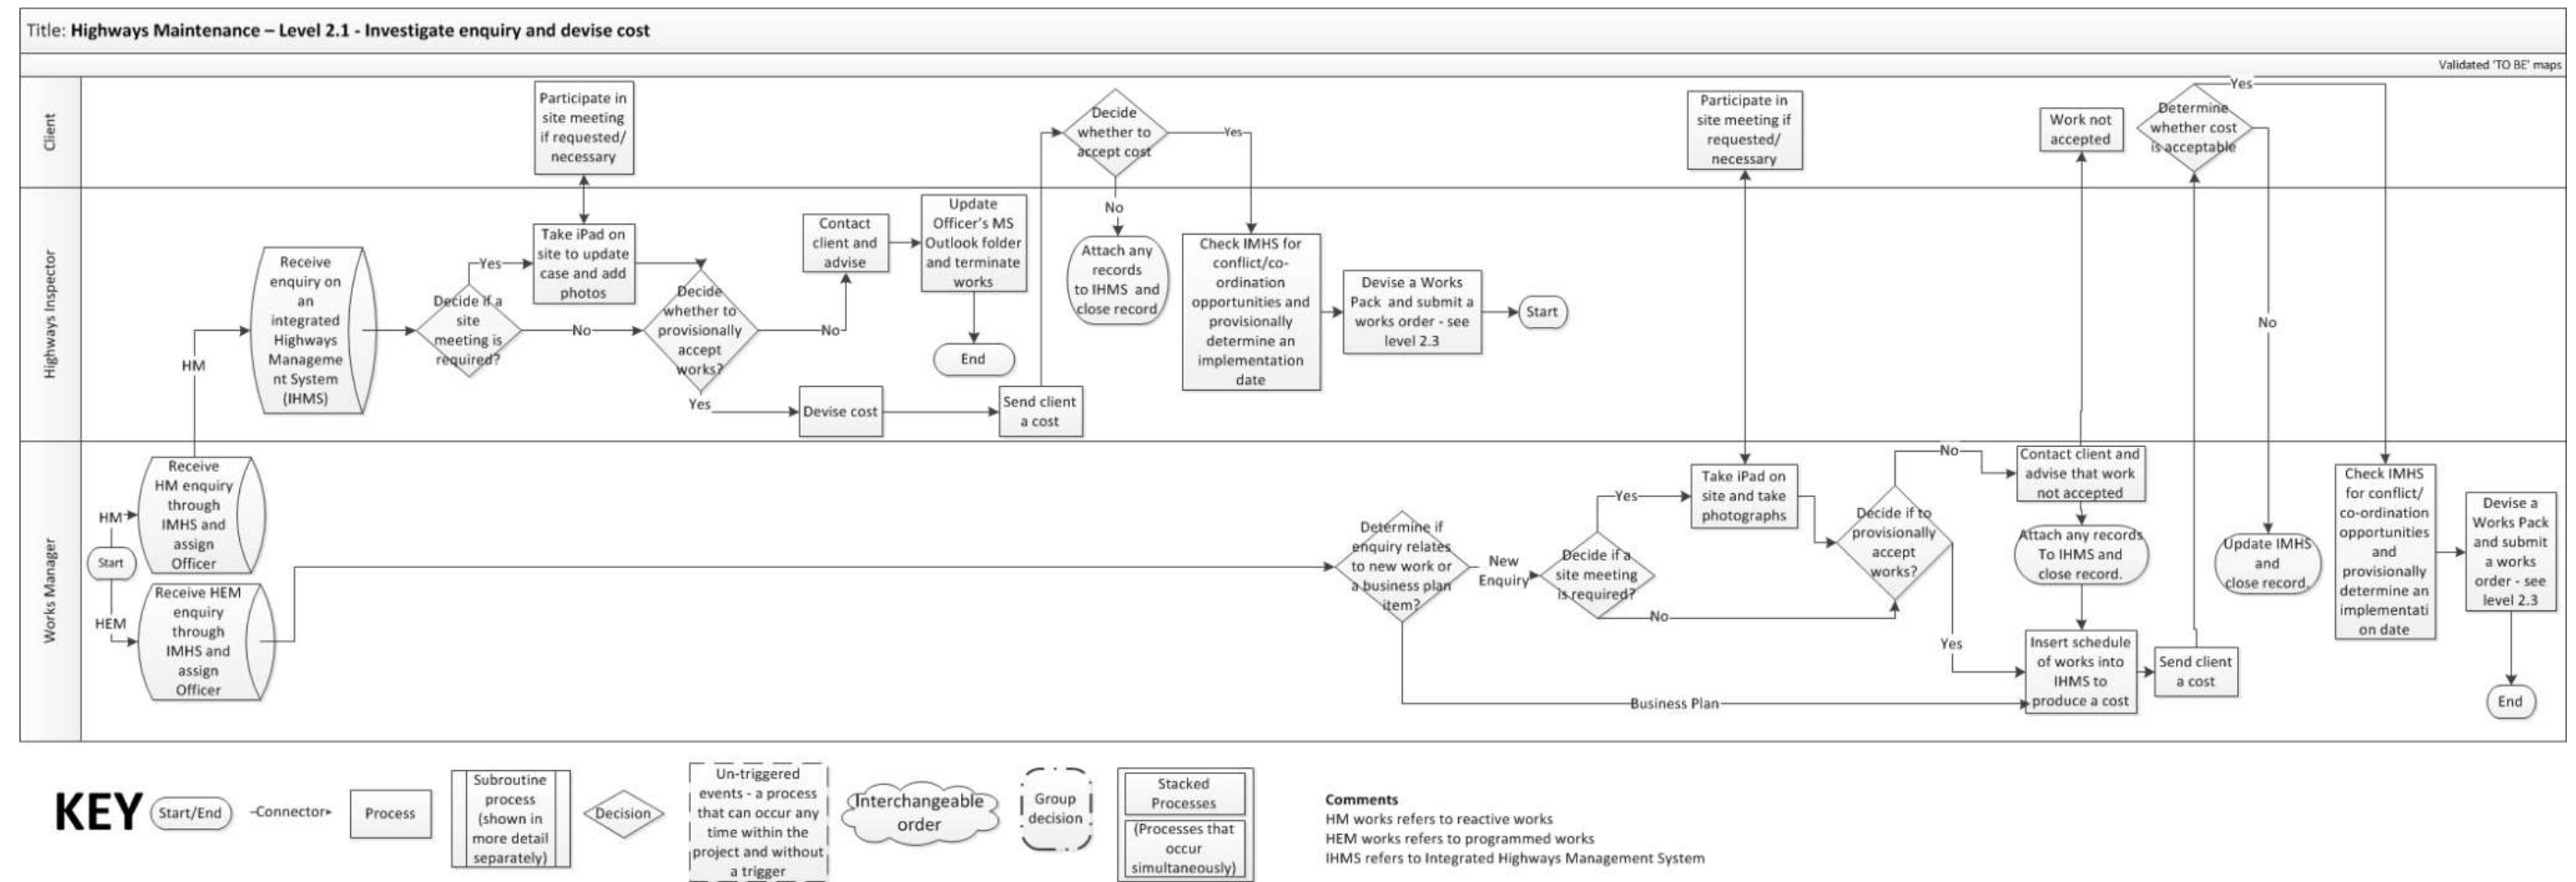 Title: Highways Maintenance – Level 2.1 - Investigate enquiry and devise cost
Validated 'TO BE' maps
Client
Participate in
site meeting
if requested/
necessary
Decide
whether to
accept cost
Yes
No
Participate in
site meeting if
requested/
necessary
Work not
accepted
Determine
whether cost
is acceptable
Yes
No
Highways Inspector
HM
Receive
enquiry on
an
integrated
Highways
Manageme
nt System
(IHMS)
Decide if a
site
meeting is
required?
Yes
No
Take iPad on
site to update
case and add
photos
Decide
whether to
provisionally
accept
works?
No
Yes
Contact
client and
advise
Update
Officer's MS
Outlook folder
and terminate
works
End
Devise cost
Send client
a cost
Attach any
records
to IHMS and
close record
Check IMHS for
conflict/co-
ordination
opportunities and
provisionally
determine an
implementation
date
Devise a Works
Pack and submit a
works order - see
level 2.3
Start
Works Manager
Start
HM
HEM
Receive
HM enquiry
through
IMHS and
assign
Officer
Receive HEM
enquiry
through
IMHS and
assign
Officer
Determine if
enquiry relates
to new work or
a business plan
item?
New
Enquiry
Business Plan
Decide if a
site meeting
is required?
Yes
No
Take iPad on
site and take
photographs
Decide if to
provisionally
accept
works?
No
Yes
Contact client and
advise that work
not accepted
Attach any records
To IHMS and
close record.
Insert schedule
of works into
IHMS to
produce a cost
Send client
a cost
Update IMHS
and
close record.
Check IMHS
for conflict/
co-ordination
opportunities
and
provisionally
determine an
implementati
on date
Devise a
Works Pack
and submit
a works
order - see
level 2.3
End
KEY
Start/End
Connector
Process
Subroutine
process
(shown in
more detail
separately)
Decision
Un-triggered
events - a process
that can occur any
time within the
project and without
a trigger
Interchangeable
order
Group
decision
Stacked
Processes
(Processes that
occur
simultaneously)
Comments
HM works refers to reactive works
HEM works refers to programmed works
IHMS refers to Integrated Highways Management System